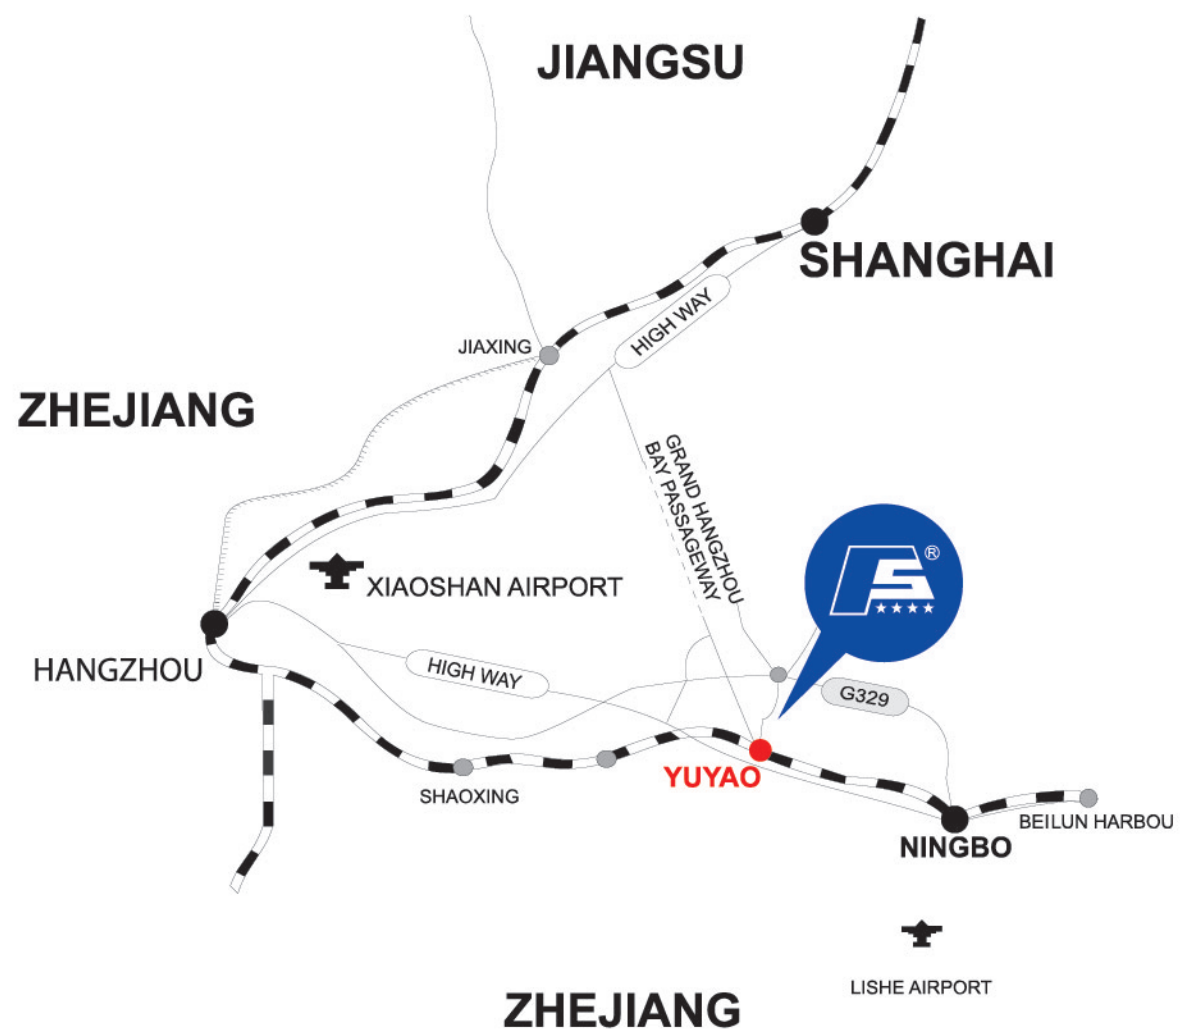 JIANGSU
SHANGHAI
HIGH WAY
JIAXING
ZHEJIANG
GRAND HANGZHOU
BAY PASSAGEWAY
FS®
★★★★
XIAOSHAN AIRPORT
HANGZHOU
HIGH WAY
G329
YUYAO
SHAOXING
BEILUN HARBOU
NINGBO
LISHE AIRPORT
ZHEJIANG